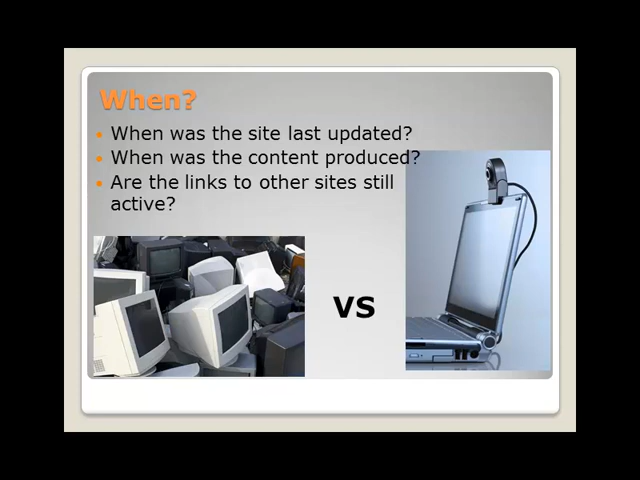 When?
When was the site last updated?
When was the content produced?
Are the links to other sites still
active?
VS